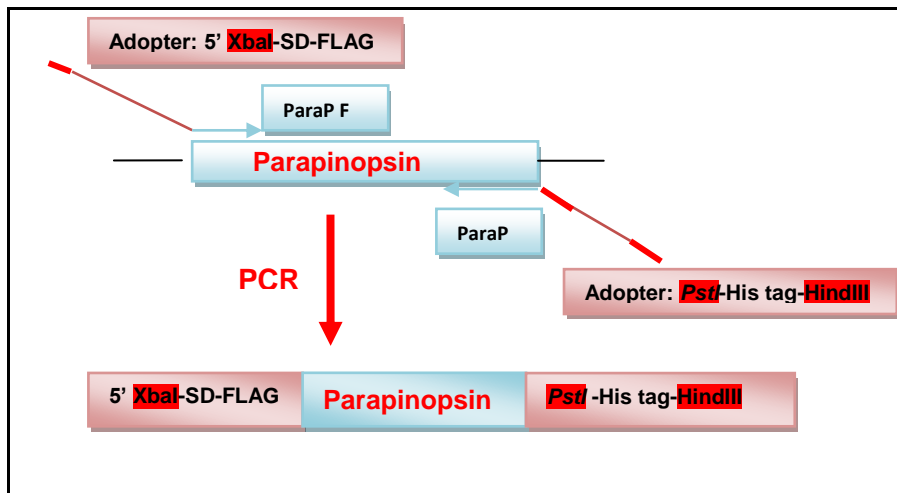 Adopter: 5’ XbaI-SD-FLAG
ParaP F
Parapinopsin
ParaP
PCR
Adopter: PstI-His tag-HindIII
5’ XbaI-SD-FLAG
Parapinopsin
PstI -His tag-HindIII